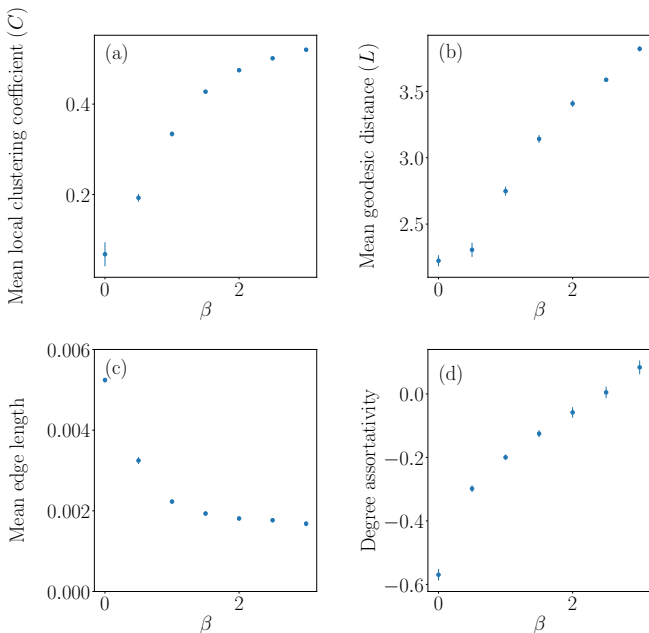 Mean local clustering coefficient (C)
(a)
0.4
0.2
0
2
β
Mean geodesic distance (L)
(b)
3.5
3.0
2.5
0
2
β
Mean edge length
(c)
0.006
0.004
0.002
0.000
0
2
β
Degree assortativity
(d)
0.0
−0.2
−0.4
−0.6
0
2
β